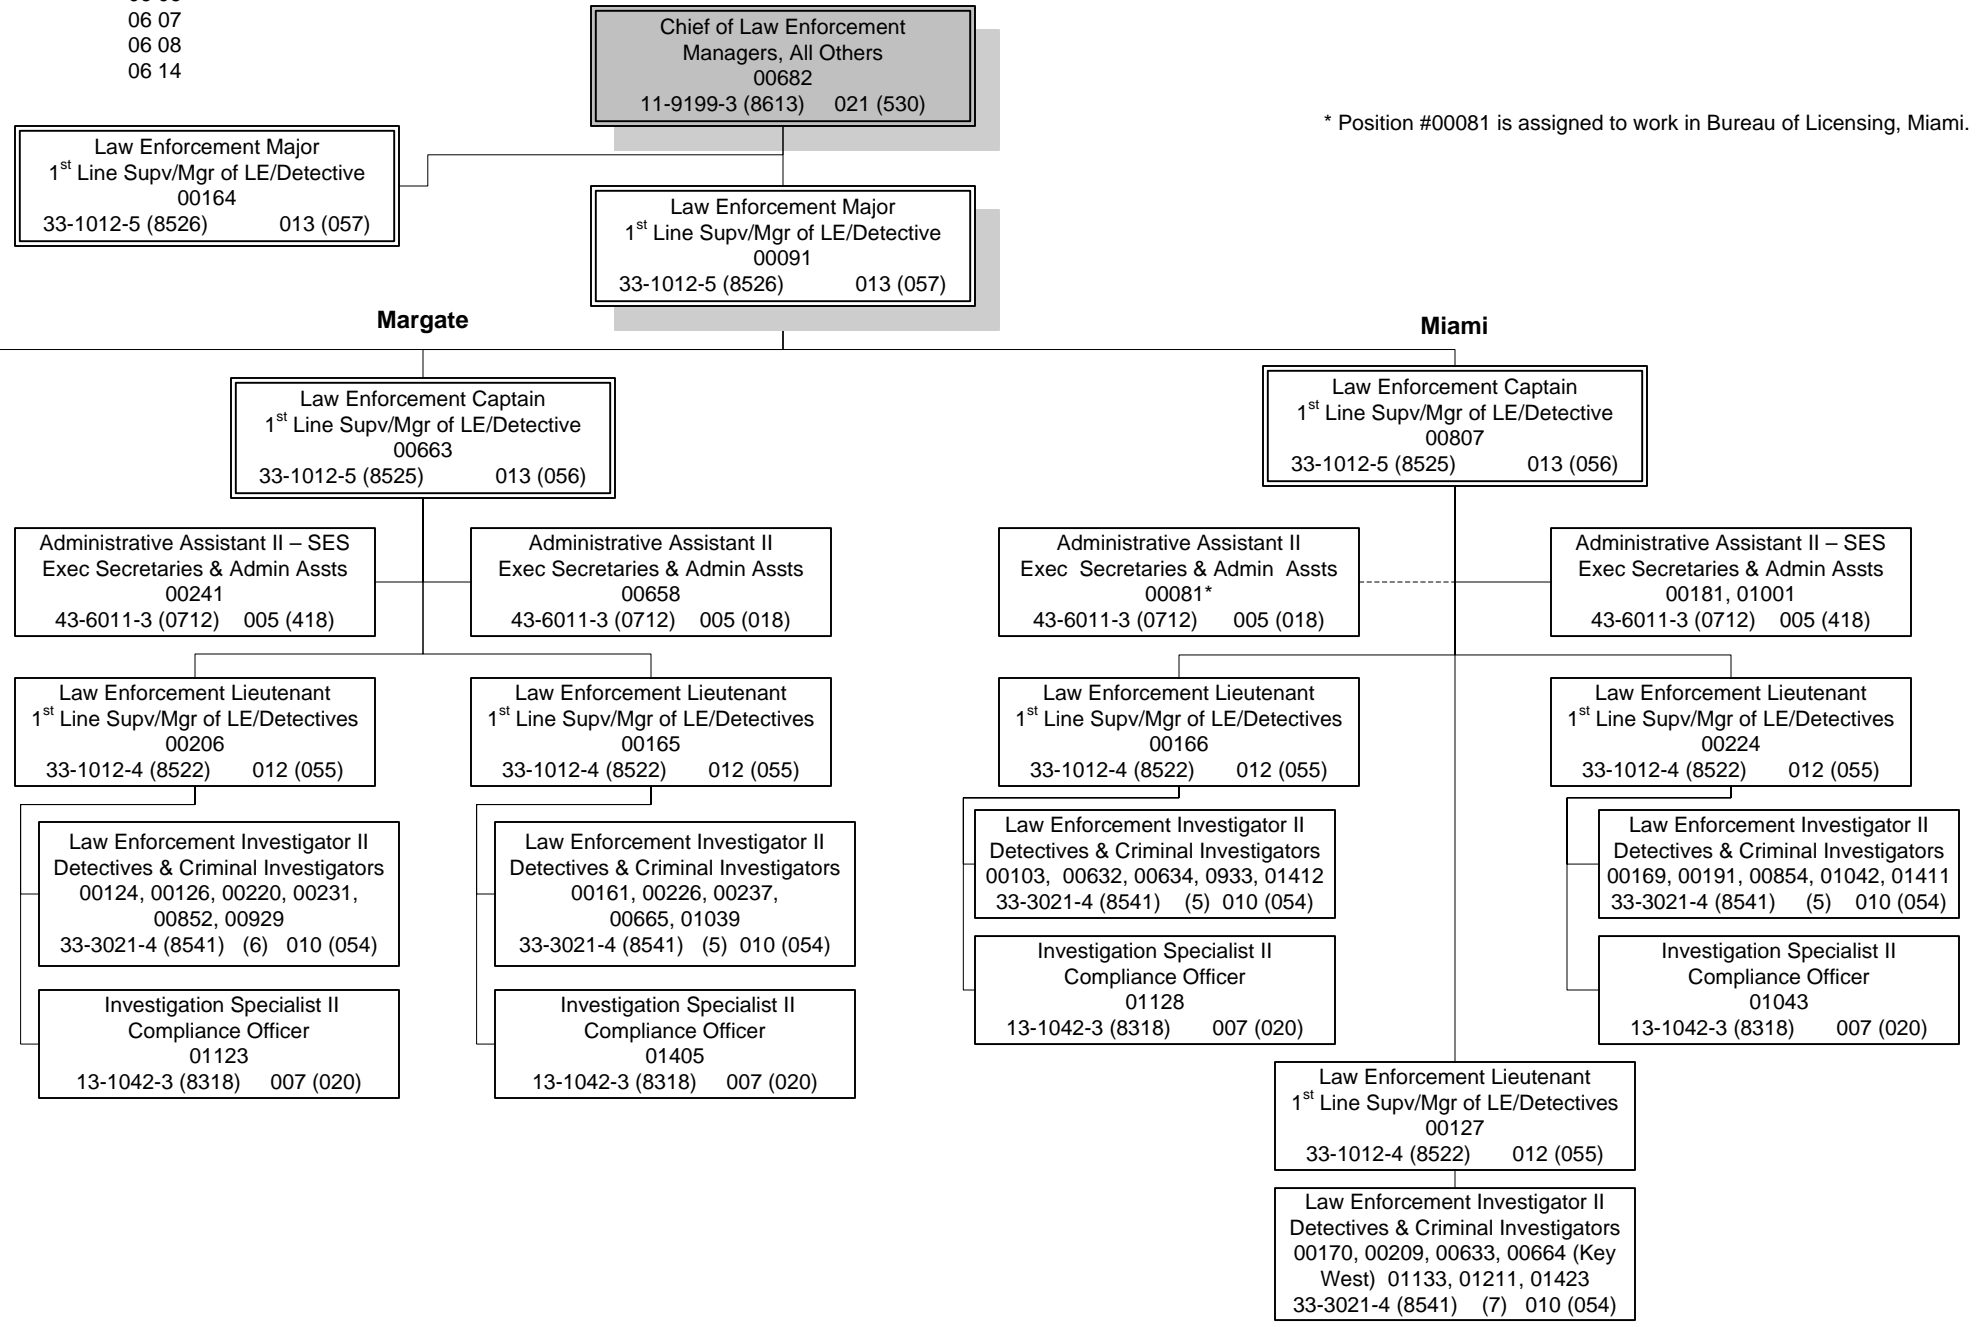 06 07
06 08
06 14
Chief of Law Enforcement
Managers, All Others
00682
11-9199-3 (8613) 021 (530)
* Position #00081 is assigned to work in Bureau of Licensing, Miami.
Law Enforcement Major
1st Line Supv/Mgr of LE/Detective
00164
33-1012-5 (8526) 013 (057)
Law Enforcement Major
1st Line Supv/Mgr of LE/Detective
00091
33-1012-5 (8526) 013 (057)
Margate
Miami
Law Enforcement Captain
1st Line Supv/Mgr of LE/Detective
00663
33-1012-5 (8525) 013 (056)
Law Enforcement Captain
1st Line Supv/Mgr of LE/Detective
00807
33-1012-5 (8525) 013 (056)
Administrative Assistant II – SES
Exec Secretaries & Admin Assts
00241
43-6011-3 (0712) 005 (418)
Administrative Assistant II
Exec Secretaries & Admin Assts
00658
43-6011-3 (0712) 005 (018)
Administrative Assistant II
Exec Secretaries & Admin Assts
00081*
43-6011-3 (0712) 005 (018)
Administrative Assistant II – SES
Exec Secretaries & Admin Assts
00181, 01001
43-6011-3 (0712) 005 (418)
Law Enforcement Lieutenant
1st Line Supv/Mgr of LE/Detectives
00206
33-1012-4 (8522) 012 (055)
Law Enforcement Lieutenant
1st Line Supv/Mgr of LE/Detectives
00165
33-1012-4 (8522) 012 (055)
Law Enforcement Lieutenant
1st Line Supv/Mgr of LE/Detectives
00166
33-1012-4 (8522) 012 (055)
Law Enforcement Lieutenant
1st Line Supv/Mgr of LE/Detectives
00224
33-1012-4 (8522) 012 (055)
Law Enforcement Investigator II
Detectives & Criminal Investigators
00124, 00126, 00220, 00231,
00852, 00929
33-3021-4 (8541) (6) 010 (054)
Law Enforcement Investigator II
Detectives & Criminal Investigators
00161, 00226, 00237,
00665, 01039
33-3021-4 (8541) (5) 010 (054)
Law Enforcement Investigator II
Detectives & Criminal Investigators
00103, 00632, 00634, 0933, 01412
33-3021-4 (8541) (5) 010 (054)
Law Enforcement Investigator II
Detectives & Criminal Investigators
00169, 00191, 00854, 01042, 01411
33-3021-4 (8541) (5) 010 (054)
Investigation Specialist II
Compliance Officer
01123
13-1042-3 (8318) 007 (020)
Investigation Specialist II
Compliance Officer
01405
13-1042-3 (8318) 007 (020)
Investigation Specialist II
Compliance Officer
01128
13-1042-3 (8318) 007 (020)
Investigation Specialist II
Compliance Officer
01043
13-1042-3 (8318) 007 (020)
Law Enforcement Lieutenant
1st Line Supv/Mgr of LE/Detectives
00127
33-1012-4 (8522) 012 (055)
Law Enforcement Investigator II
Detectives & Criminal Investigators
00170, 00209, 00633, 00664 (Key
West) 01133, 01211, 01423
33-3021-4 (8541) (7) 010 (054)